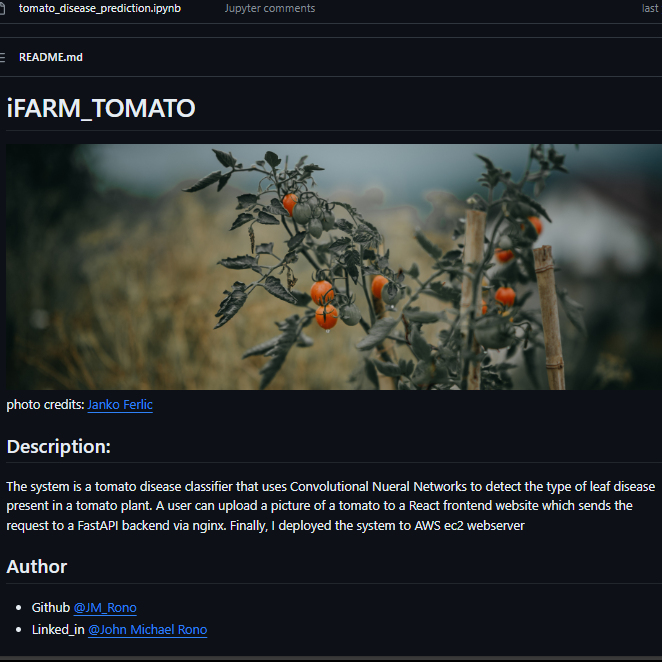 tomato_disease_prediction.ipynb Jupyter comments last
README.md
iFARM_TOMATO
photo credits: Janko Ferlic
Description:
The system is a tomato disease classifier that uses Convolutional Nueral Networks to detect the type of leaf disease
present in a tomato plant. A user can upload a picture of a tomato to a React frontend website which sends the
request to a FastAPI backend via nginx. Finally, I deployed the system to AWS ec2 webserver
Author
Github @JM_Rono
Linked_in @John Michael Rono